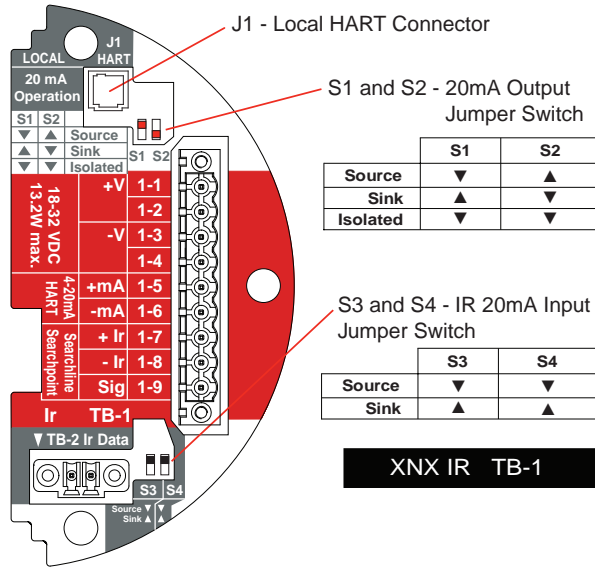 J1 - Local HART Connector
J1
LOCAL HART
20 mA
Operation
S1 S2
▼ ▲ Source
▲ ▼ Sink
▼ ▼ Isolated
S1 S2
S1 and S2 - 20mA Output
Jumper Switch
S1 S2
Source ▼ ▲
Sink ▲ ▼
Isolated ▼ ▼
18-32 VDC
13.2W max.
+V 1-1
1-2
-V 1-3
1-4
4-20mA
HART
+mA 1-5
-mA 1-6
Searchline
Searchpoint
+ Ir 1-7
- Ir 1-8
Sig 1-9
Ir TB-1
▼ TB-2 Ir Data
S3 S4
Source ▼ ▼
Sink ▲ ▲
S3 and S4 - IR 20mA Input
Jumper Switch
S3 S4
Source ▼ ▼
Sink ▲ ▲
XNX IR TB-1